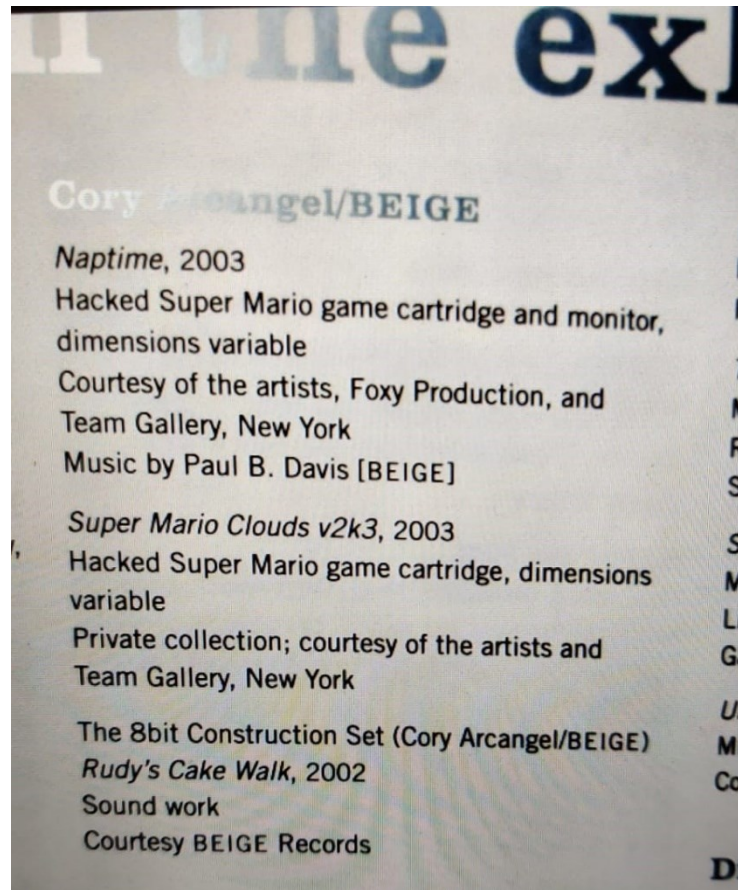 the ex
Cory Arcangel/BEIGE
Naptime, 2003
Hacked Super Mario game cartridge and monitor,
dimensions variable
Courtesy of the artists, Foxy Production, and
Team Gallery, New York
Music by Paul B. Davis [BEIGE]
Super Mario Clouds v2k3, 2003
Hacked Super Mario game cartridge, dimensions
variable
Private collection; courtesy of the artists and
Team Gallery, New York
The 8bit Construction Set (Cory Arcangel/BEIGE)
Rudy's Cake Walk, 2002
Sound work
Courtesy BEIGE Records